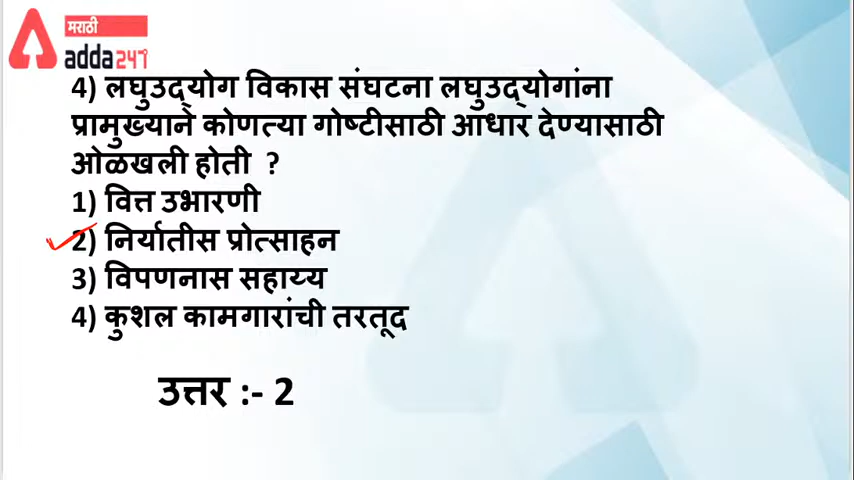 मराठी
adda247
4) लघुउद्‌योग विकास संघटना लघुउद्‌योगांना
प्रामुख्याने कोणत्या गोष्टीसाठी आधार देण्यासाठी
ओळखली होती ?
1) वित्त उभारणी
2) निर्यातीस प्रोत्साहन
3) विपणनास सहाय्य
4) कुशल कामगारांची तरतूद
उत्तर :- 2